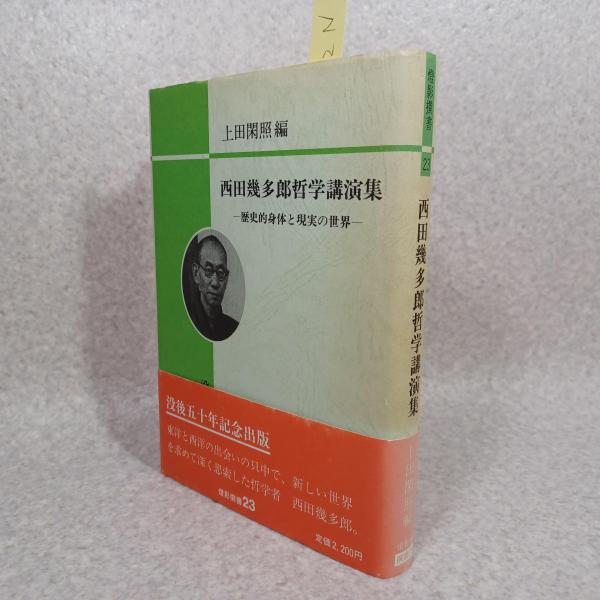 上田閑照編
西田幾多郎哲学講演集
―歴史的身体と現実の世界―
没後五十年記念出版
東洋と西洋の出会いの只中で、新しい世界
を求めて深く思索した哲学者　西田幾多郎。
燈影撰書23
定価2,200円
燈影撰書
23
西田幾多郎哲学講演集
上田閑照編